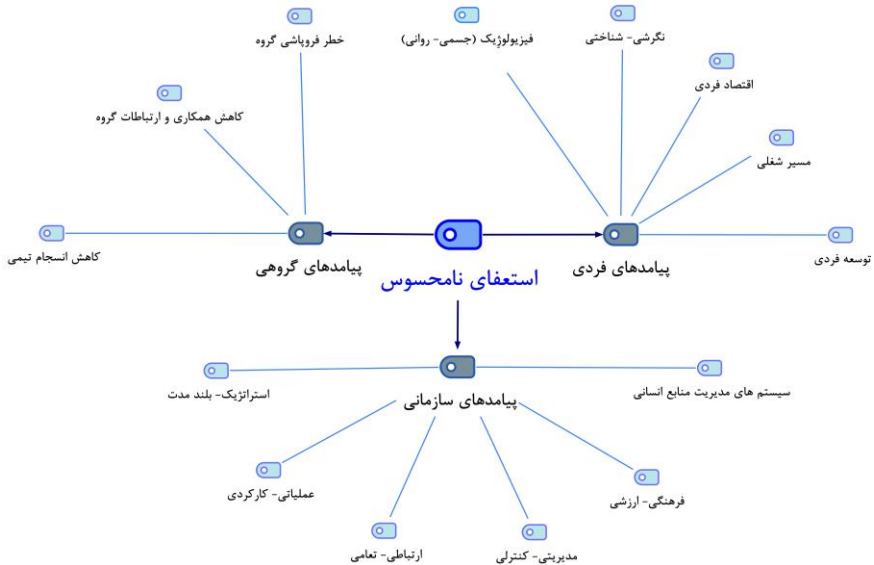 خطر فروپاشی گروه
فیزیولوژیک (جسمی- روانی)
نگرشی- شناختی
کاهش همکاری و ارتباطات گروه
اقتصاد فردی
مسیر شغلی
کاهش انسجام تیمی
پیامدهای گروهی
استعفای نامحسوس
پیامدهای فردی
توسعه فردی
استراتژیک- بلند مدت
پیامدهای سازمانی
سیستم های مدیریت منابع انسانی
عملیاتی- کارکردی
فرهنگی- ارزشی
ارتباطی- تعامی
مدیریتی- کنترلی